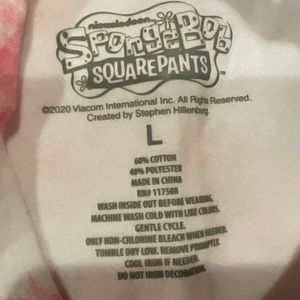 nickelodeon
SpongeBob
SQUAREPANTS
©2020 Viacom International Inc. All Rights Reserved.
Created by Stephen Hillenburg.
L
60% COTTON
40% POLYESTER
MADE IN CHINA
RN# 117508
WASH INSIDE OUT BEFORE WEARING.
MACHINE WASH COLD WITH LIKE COLORS.
GENTLE CYCLE.
ONLY NON-CHLORINE BLEACH WHEN NEEDED.
TUMBLE DRY LOW. REMOVE PROMPTLY.
COOL IRON IF NEEDED.
DO NOT IRON DECORATION.